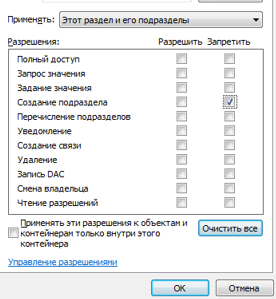 Применять: Этот раздел и его подразделы
Разрешения: Разрешить Запретить
Полный доступ
Запрос значения
Задание значения
Создание подраздела
Перечисление подразделов
Уведомление
Создание связи
Удаление
Запись DAC
Смена владельца
Чтение разрешений
Применять эти разрешения к объектам и
контейнерам только внутри этого
контейнера
Очистить все
Управление разрешениями
ОК Отмена